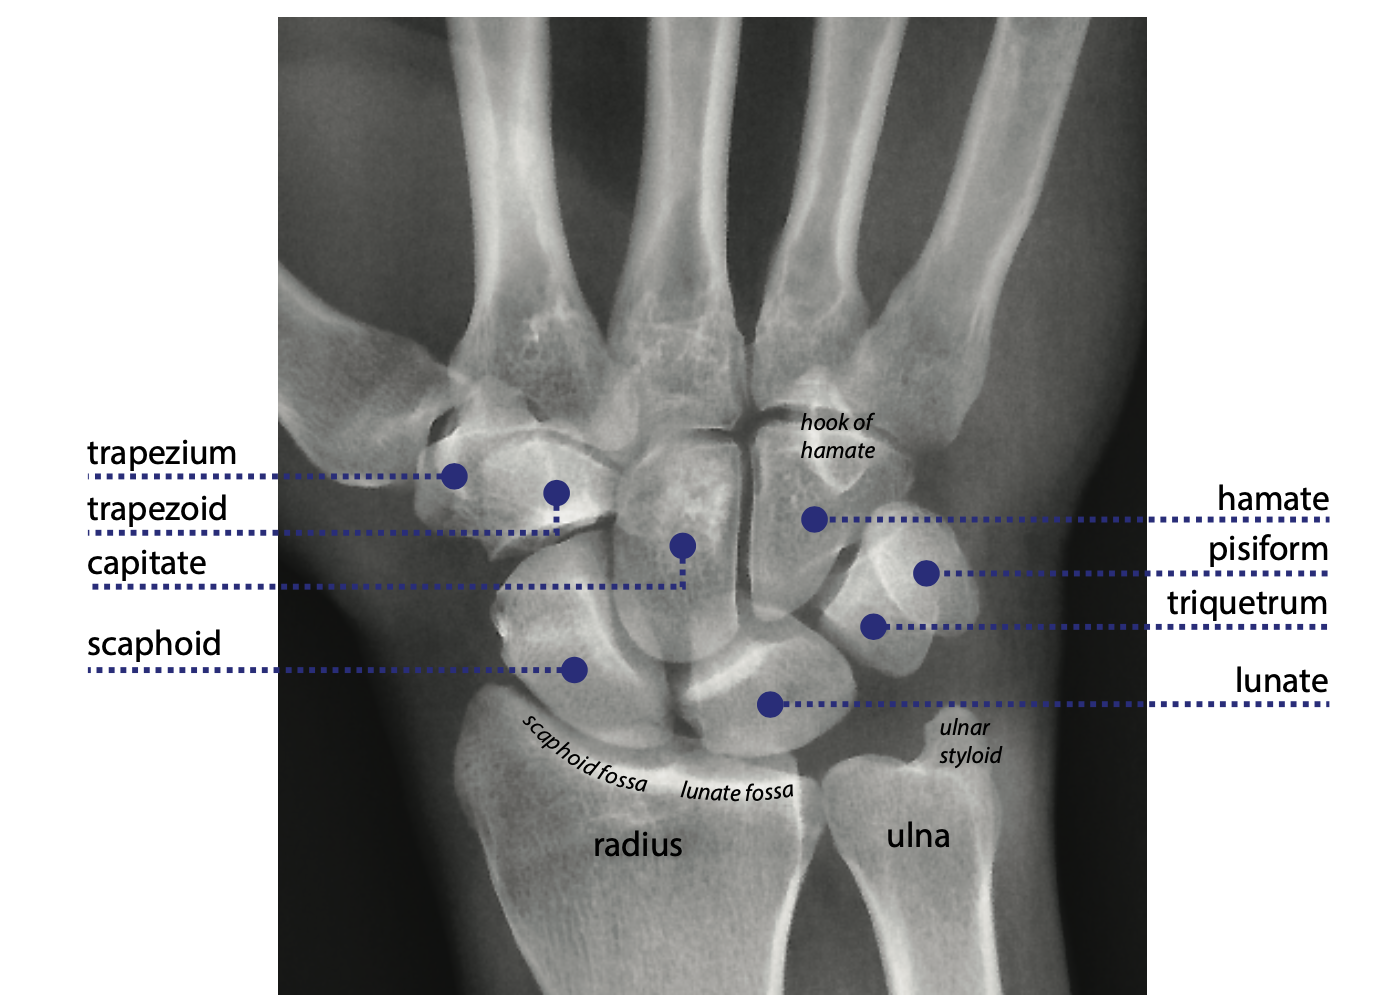 trapezium
trapezoid
capitate
scaphoid
hook of
hamate
hamate
pisiform
triquetrum
lunate
ulnar
styloid
scaphoid fossa
lunate fossa
radius
ulna